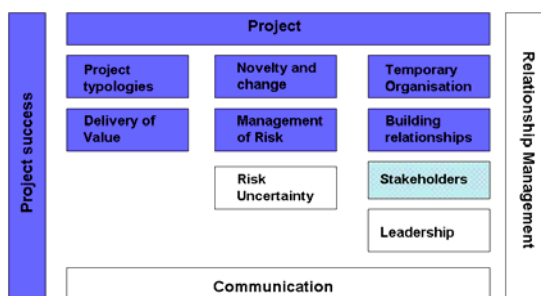 Project success
Project
Project
typologies
Novelty and
change
Temporary
Organisation
Delivery of
Value
Management
of Risk
Building
relationships
Risk
Uncertainty
Stakeholders
Leadership
Communication
Relationship Management